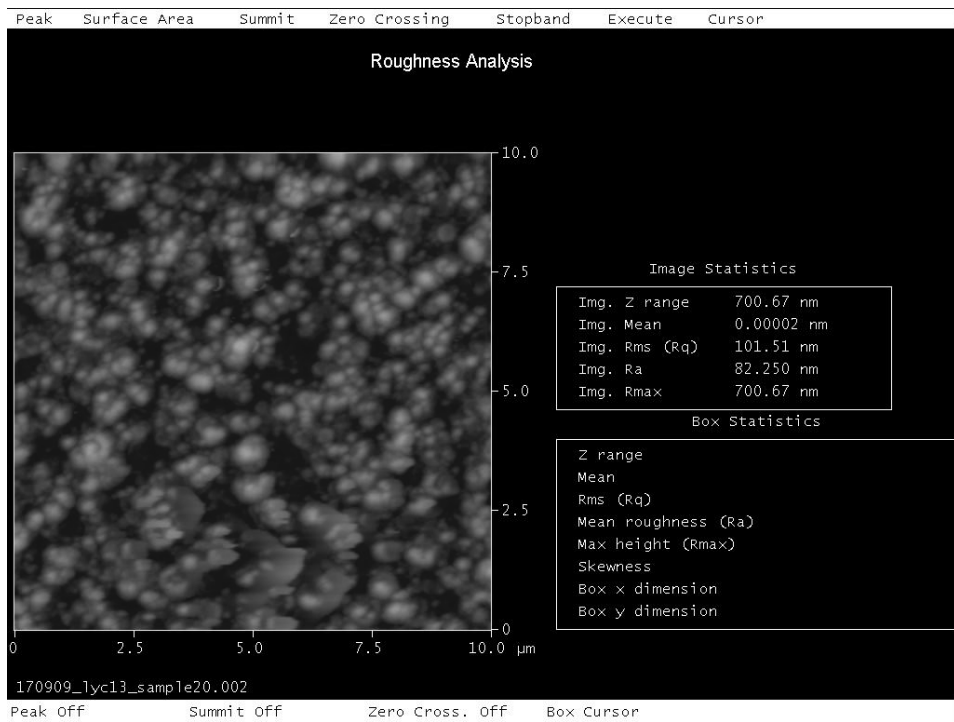 Peak Surface Area Summit Zero Crossing Stopband Execute Cursor
Roughness Analysis
10.0
7.5
5.0
2.5
0
0 2.5 5.0 7.5 10.0 µm
Image Statistics
Img. Z range 700.67 nm
Img. Mean 0.00002 nm
Img. Rms (Rq) 101.51 nm
Img. Ra 82.250 nm
Img. Rmax 700.67 nm
Box Statistics
Z range
Mean
Rms (Rq)
Mean roughness (Ra)
Max height (Rmax)
Skewness
Box x dimension
Box y dimension
170909_lyc13_sample20.002
Peak Off Summit Off Zero Cross. Off Box Cursor